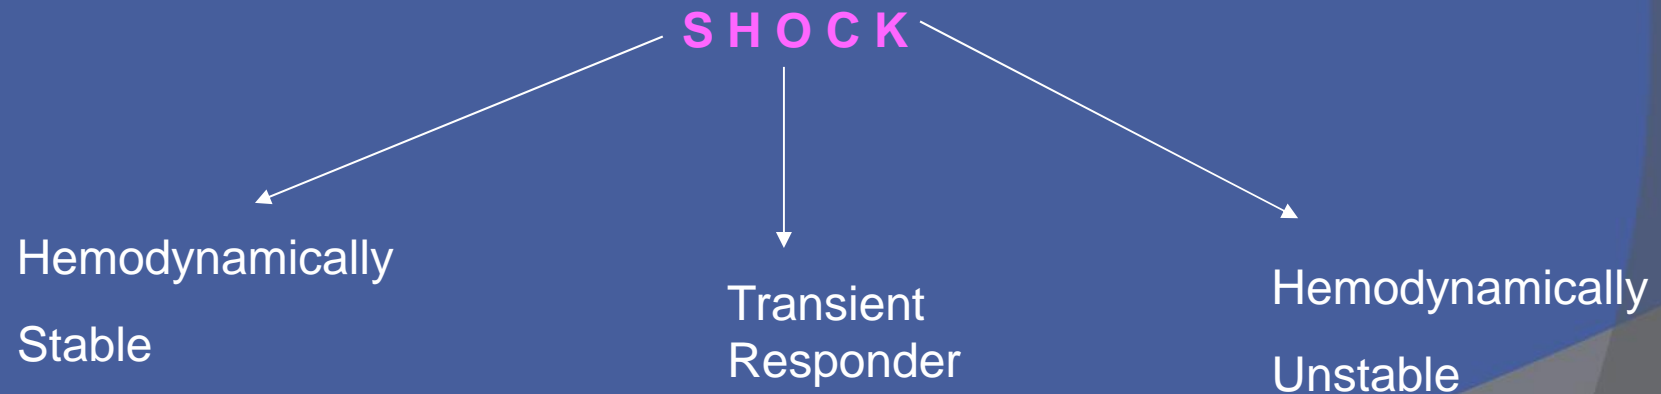 S H O C K
Hemodynamically
Stable
Transient
Responder
Hemodynamically
Unstable